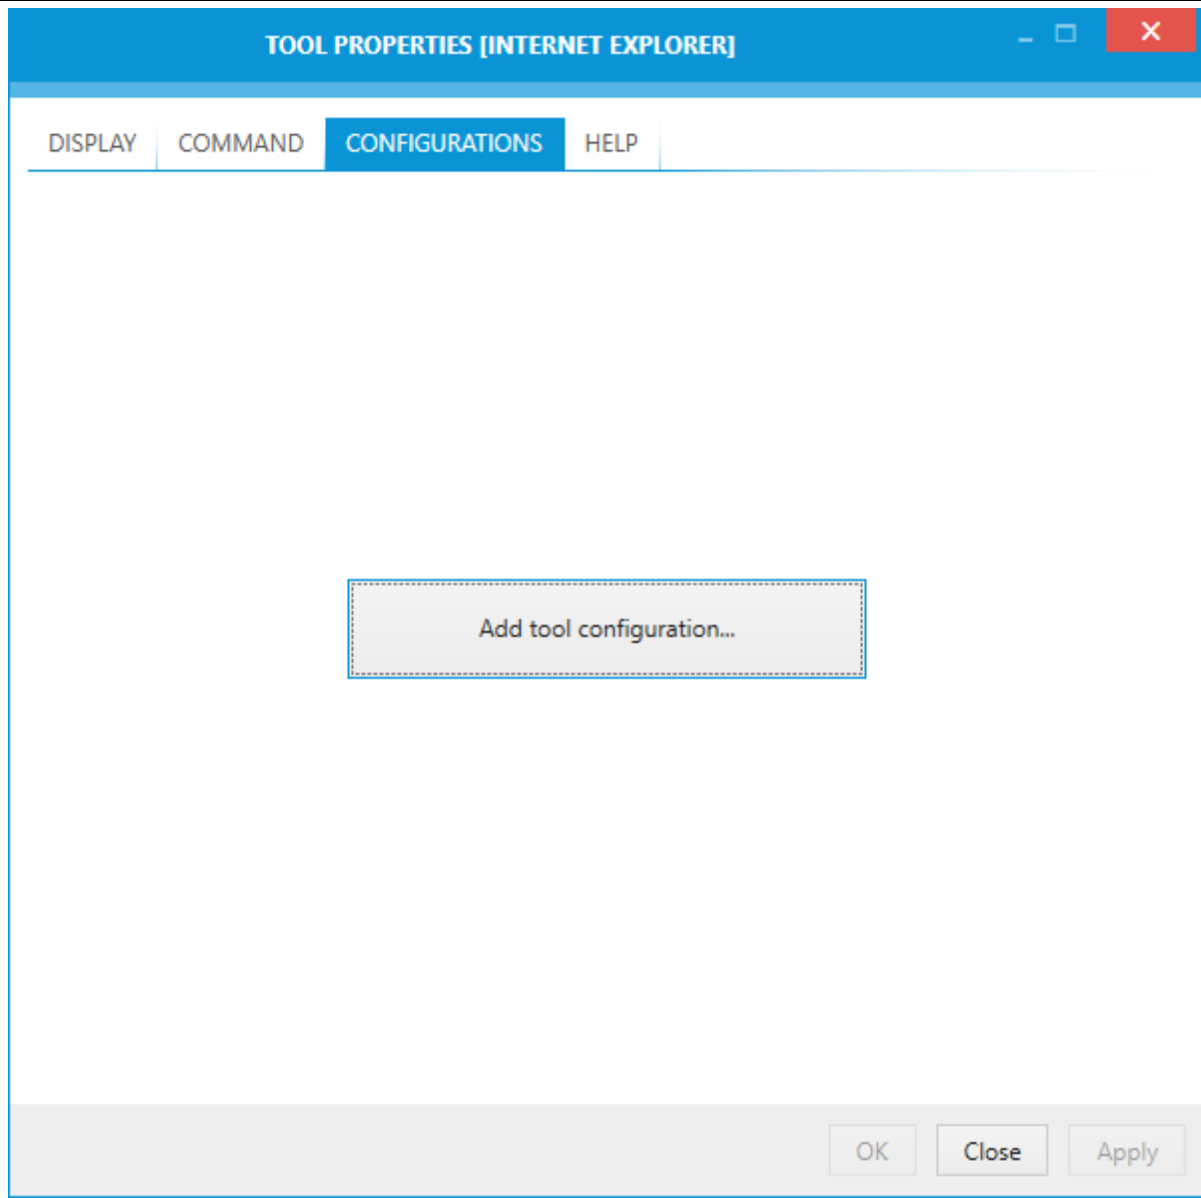 TOOL PROPERTIES [INTERNET EXPLORER]
DISPLAY COMMAND CONFIGURATIONS HELP
Add tool configuration...
OK Close Apply